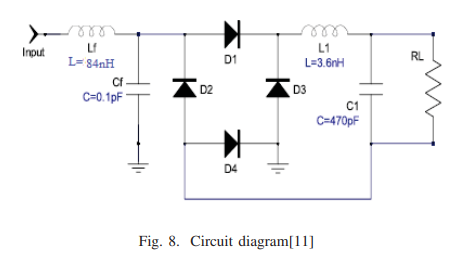 Input
Lf
L= 84nH
Cf
C=0.1pF
D1
D2
D3
D4
L1
L=3.6nH
C1
C=470pF
RL
Fig. 8. Circuit diagram[11]